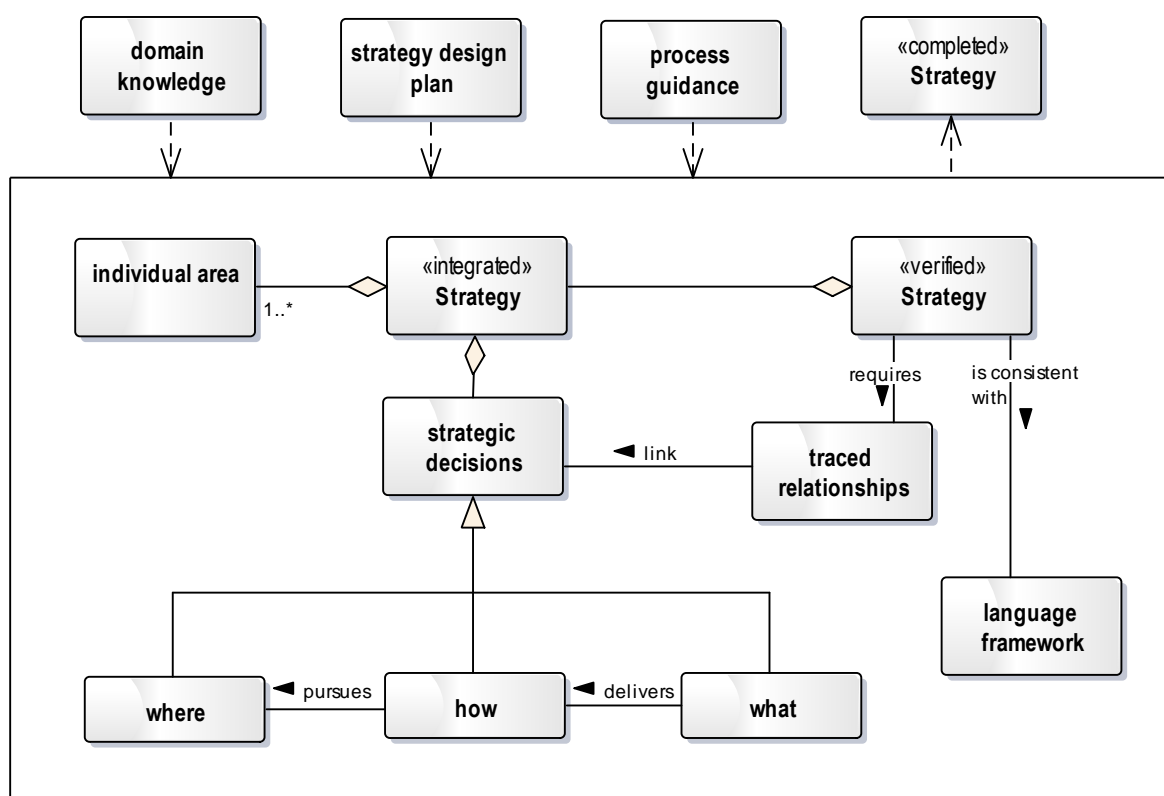 domain
knowledge
strategy design
plan
process
guidance
«completed»
Strategy
individual area
1..*
«integrated»
Strategy
«verified»
Strategy
requires
is consistent
with
strategic
decisions
link
traced
relationships
language
framework
where
pursues
how
delivers
what